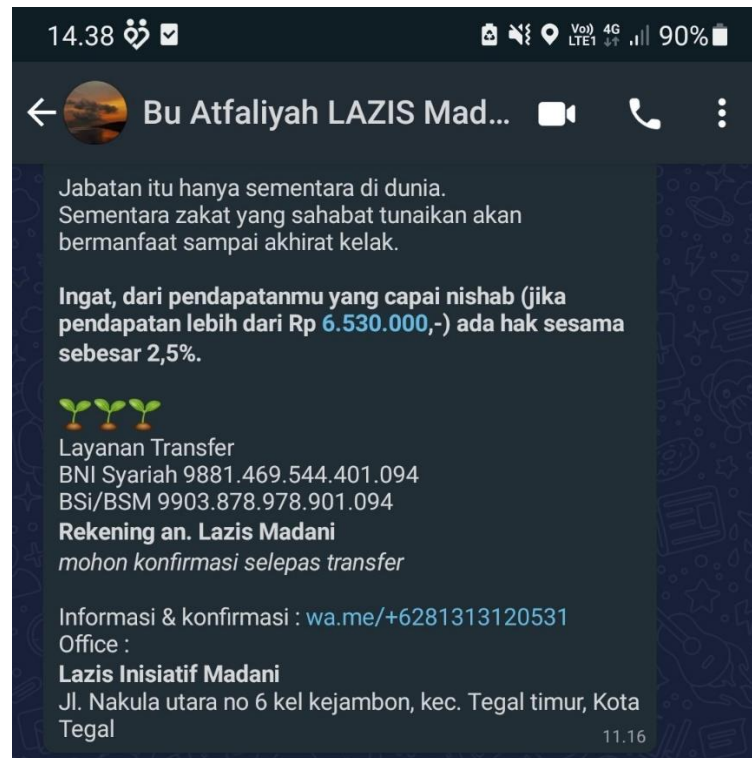 14.38
Vo)) LTE1 4G 90%
Bu Atfaliyah LAZIS Mad...
Jabatan itu hanya sementara di dunia.
Sementara zakat yang sahabat tunaikan akan
bermanfaat sampai akhirat kelak.
Ingat, dari pendapatanmu yang capai nishab (jika
pendapatan lebih dari Rp 6.530.000,-) ada hak sesama
sebesar 2,5%.
Layanan Transfer
BNI Syariah 9881.469.544.401.094
BSi/BSM 9903.878.978.901.094
Rekening an. Lazis Madani
mohon konfirmasi selepas transfer
Informasi & konfirmasi : wa.me/+6281313120531
Office :
Lazis Inisiatif Madani
Jl. Nakula utara no 6 kel kejambon, kec. Tegal timur, Kota
Tegal
11.16